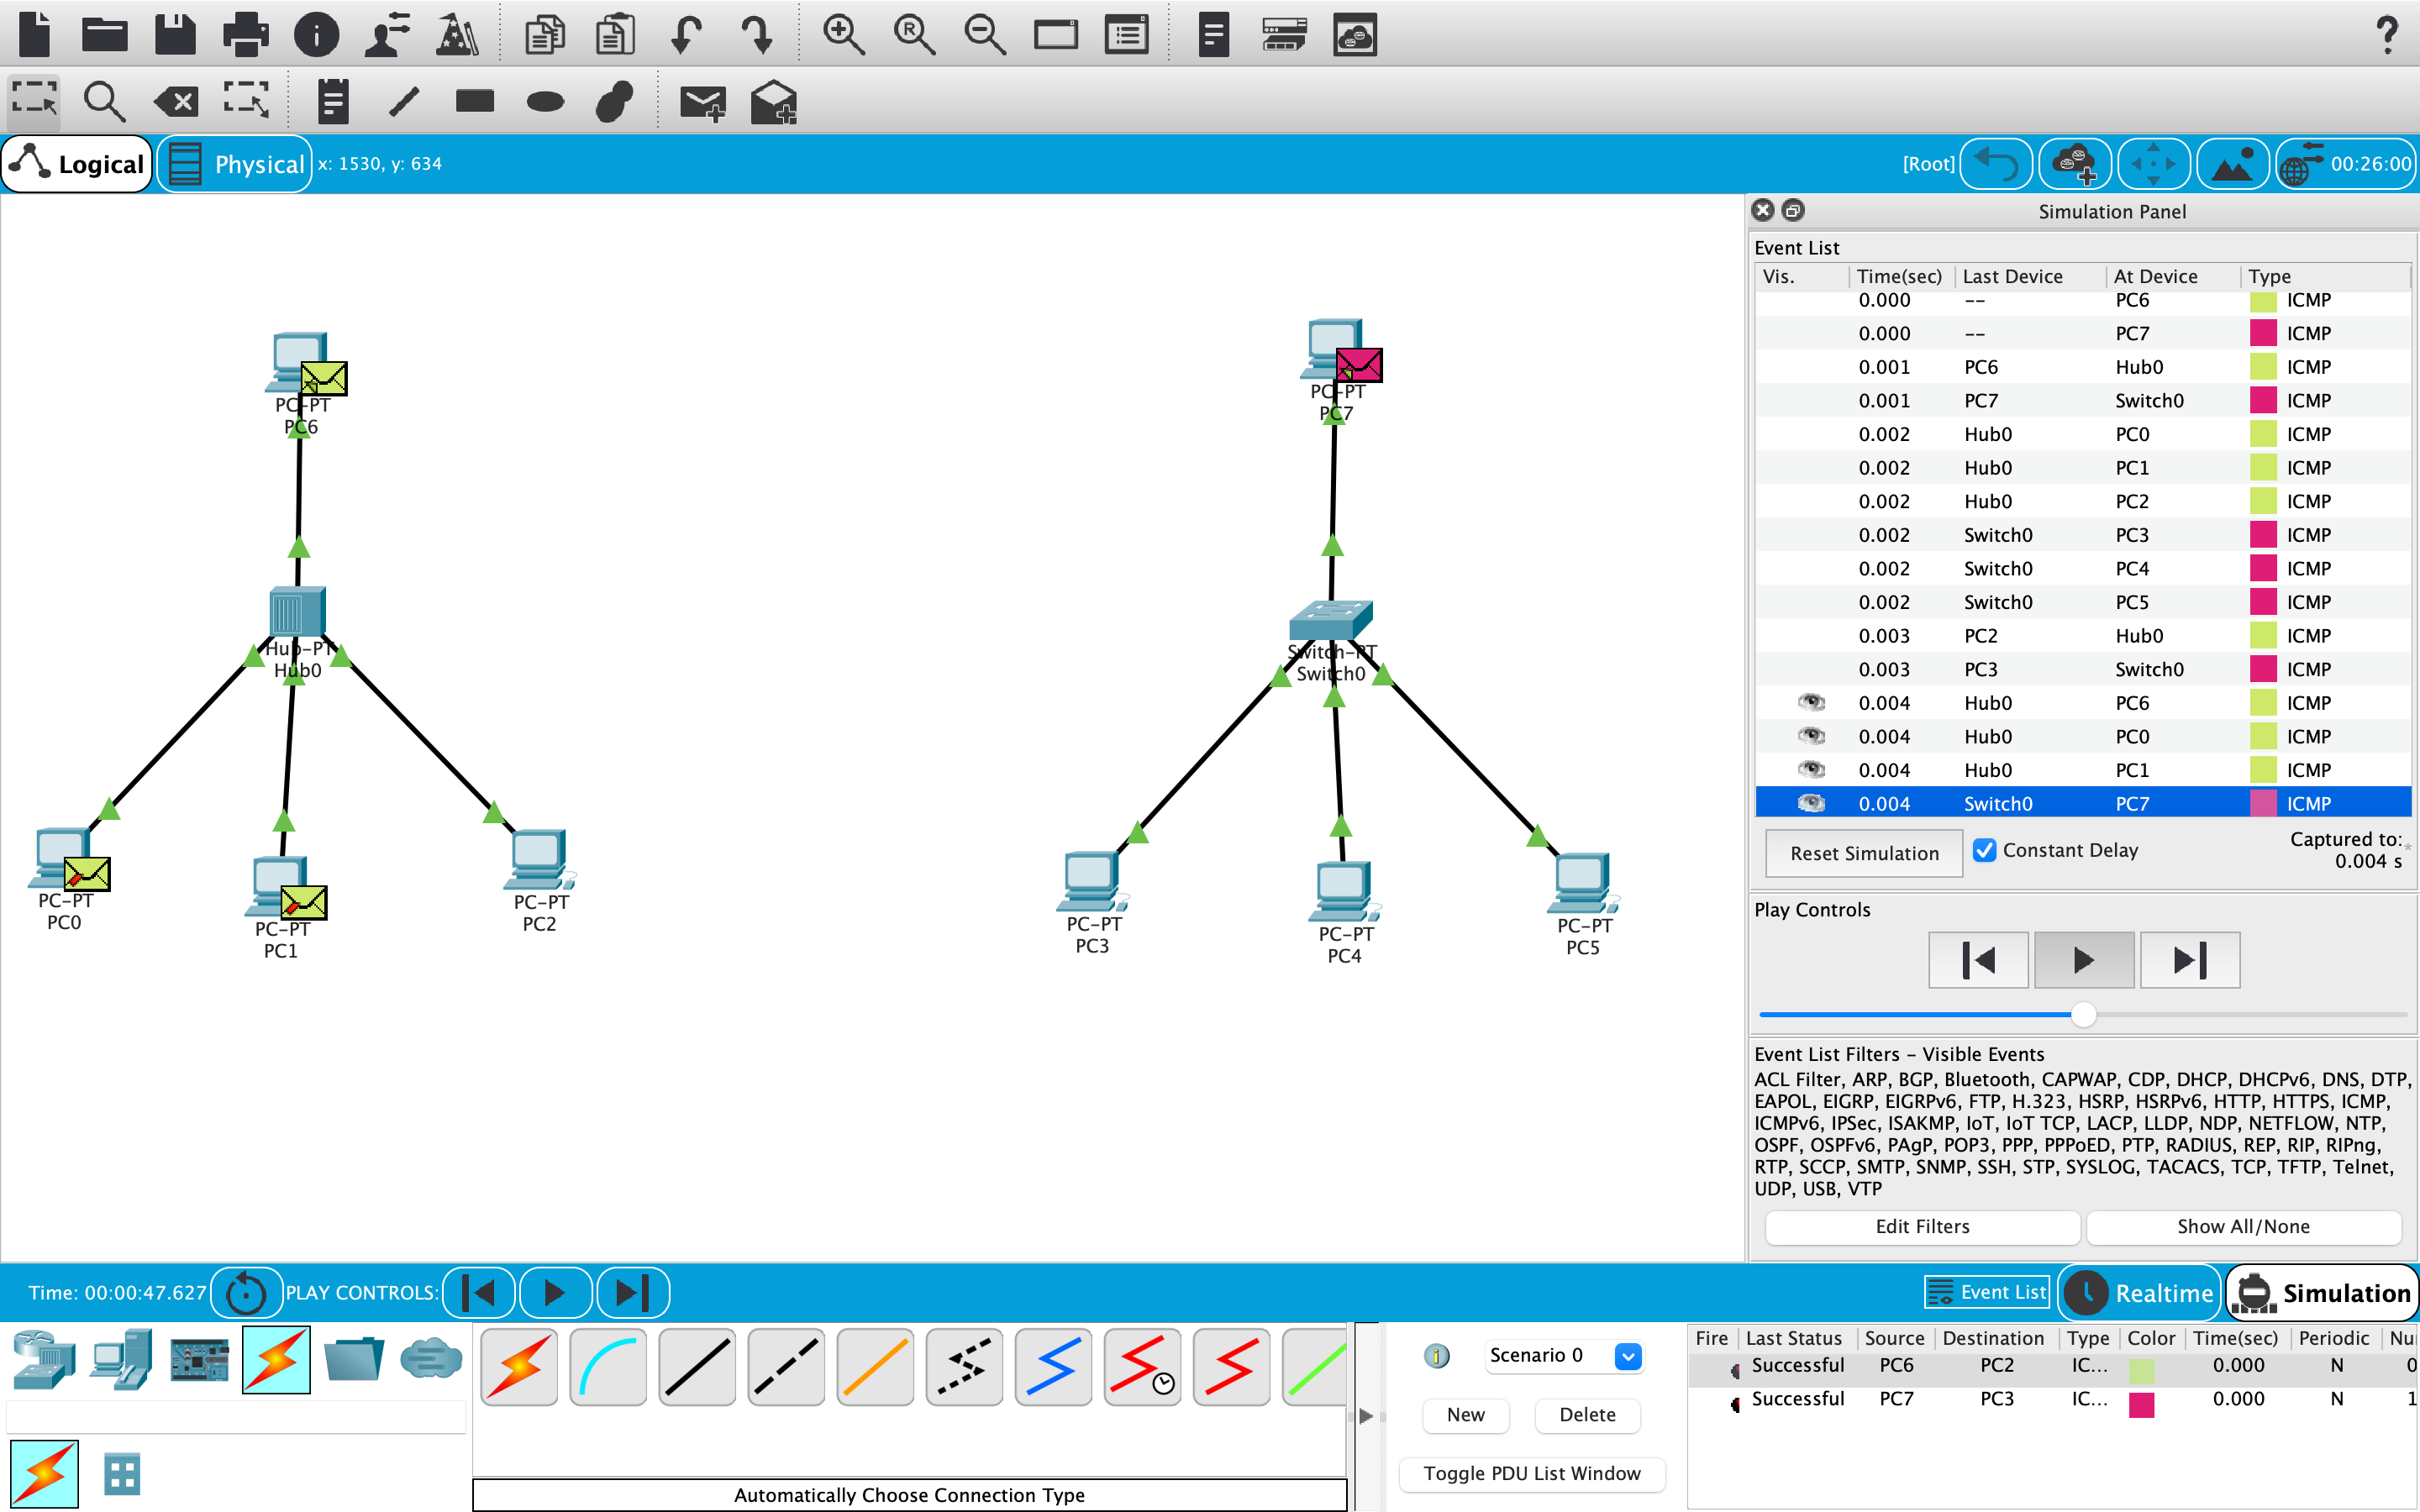 Logical
Physical
x: 1530, y: 634
[Root]
00:26:00
PC-PT
PC6
Hub-PT
Hub0
PC-PT
PC0
PC-PT
PC1
PC-PT
PC2
PC-PT
PC7
Switch-PT
Switch0
PC-PT
PC3
PC-PT
PC4
PC-PT
PC5
Simulation Panel
Event List
Vis. Time(sec) Last Device At Device Type
0.000 -- PC6 ICMP
0.000 -- PC7 ICMP
0.001 PC6 Hub0 ICMP
0.001 PC7 Switch0 ICMP
0.002 Hub0 PC0 ICMP
0.002 Hub0 PC1 ICMP
0.002 Hub0 PC2 ICMP
0.002 Switch0 PC3 ICMP
0.002 Switch0 PC4 ICMP
0.002 Switch0 PC5 ICMP
0.003 PC2 Hub0 ICMP
0.003 PC3 Switch0 ICMP
0.004 Hub0 PC6 ICMP
0.004 Hub0 PC0 ICMP
0.004 Hub0 PC1 ICMP
0.004 Switch0 PC7 ICMP
Reset Simulation
Constant Delay
Captured to:*
0.004 s
Play Controls
Event List Filters - Visible Events
ACL Filter, ARP, BGP, Bluetooth, CAPWAP, CDP, DHCP, DHCPv6, DNS, DTP,
EAPOL, EIGRP, EIGRPv6, FTP, H.323, HSRP, HSRPv6, HTTP, HTTPS, ICMP,
ICMPv6, IPSec, ISAKMP, IoT, IoT TCP, LACP, LLDP, NDP, NETFLOW, NTP,
OSPF, OSPFv6, PAgP, POP3, PPP, PPPoED, PTP, RADIUS, REP, RIP, RIPng,
RTP, SCCP, SMTP, SNMP, SSH, STP, SYSLOG, TACACS, TCP, TFTP, Telnet,
UDP, USB, VTP
Edit Filters
Show All/None
Time: 00:00:47.627
PLAY CONTROLS:
Event List
Realtime
Simulation
Automatically Choose Connection Type
Scenario 0
New
Delete
Toggle PDU List Window
Fire Last Status Source Destination Type Color Time(sec) Periodic Nu
Successful PC6 PC2 IC... 0.000 N 0
Successful PC7 PC3 IC... 0.000 N 1